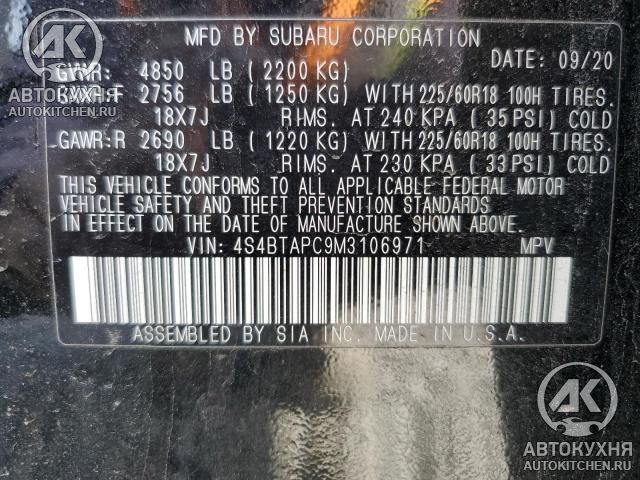 MFD BY SUBARU CORPORATION
DATE: 09/20
GVWR: 4850 LB (2200 KG)
GAWR:F 2756 LB (1250 KG) WITH 225/60R18 100H TIRES.
18X7J RIMS. AT 240 KPA (35 PSI) COLD
GAWR:R 2690 LB (1220 KG) WITH 225/60R18 100H TIRES.
18X7J RIMS. AT 230 KPA (33 PSI) COLD
THIS VEHICLE CONFORMS TO ALL APPLICABLE FEDERAL MOTOR
VEHICLE SAFETY AND THEFT PREVENTION STANDARDS
IN EFFECT ON THE DATE OF MANUFACTURE SHOWN ABOVE.
VIN: 4S4BTAPC9M3106971 MPV
ASSEMBLED BY SIA INC. MADE IN U.S.A.
АК
АВТОКУХНЯ
AUTOKUHNYA.RU
АК
АВТОКУХНЯ
AUTOKUHNYA.RU